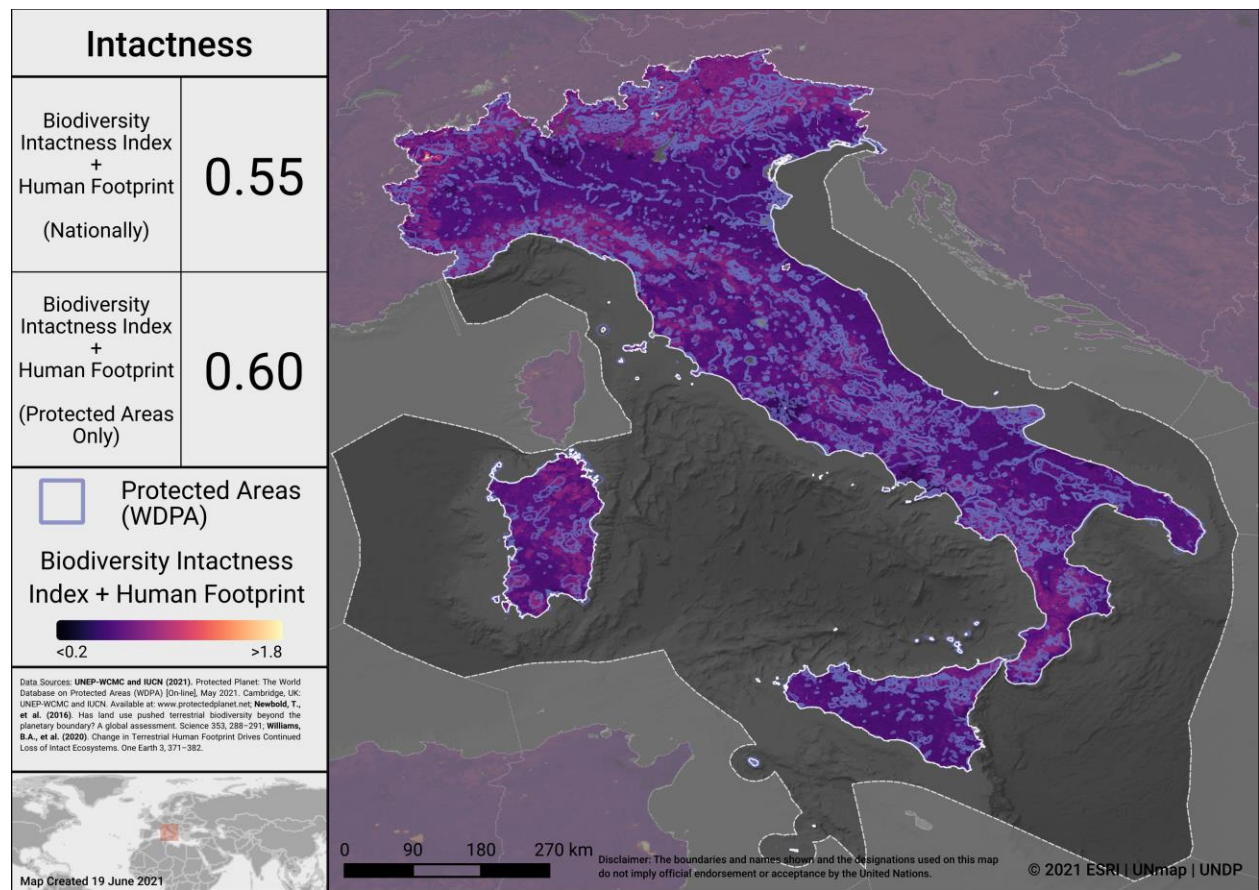 Intactness
Biodiversity
Intactness Index
+
Human Footprint
(Nationally)
0.55
Biodiversity
Intactness Index
+
Human Footprint
(Protected Areas
Only)
0.60
Protected Areas
(WDPA)
Biodiversity Intactness
Index + Human Footprint
<0.2 >1.8
Data Sources: UNEP-WCMC and IUCN (2021). Protected Planet: The World
Database on Protected Areas (WDPA) [On-line], May 2021. Cambridge, UK:
UNEP-WCMC and IUCN. Available at: www.protectedplanet.net; Newbold, T.,
et al. (2016). Has land use pushed terrestrial biodiversity beyond the
planetary boundary? A global assessment. Science 353, 288–291; Williams,
B.A., et al. (2020). Change in Terrestrial Human Footprint Drives Continued
Loss of Intact Ecosystems. One Earth 3, 371–382.
Map Created 19 June 2021
0 90 180 270 km
Disclaimer: The boundaries and names shown and the designations used on this map
do not imply official endorsement or acceptance by the United Nations.
© 2021 ESRI | UNmap | UNDP